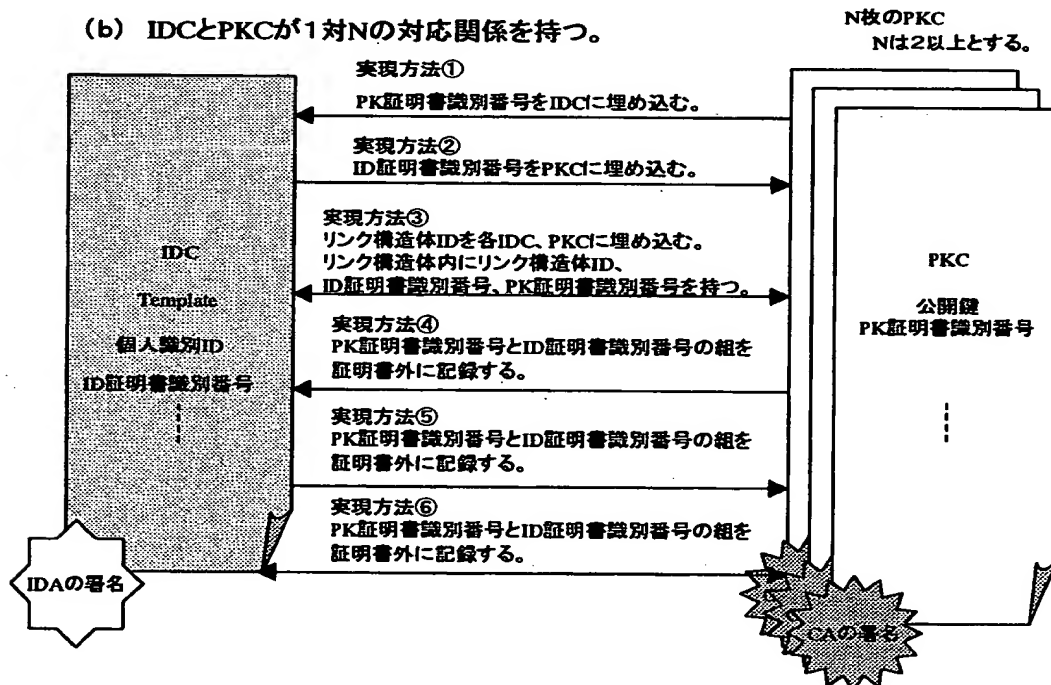 (b) IDCとPKCが1対Nの対応関係を持つ。
N枚のPKC
Nは2以上とする。
実現方法①
PK証明書識別番号をIDCに埋め込む。
実現方法②
ID証明書識別番号をPKCに埋め込む。
実現方法③
リンク構造体IDを各IDC、PKCに埋め込む。
リンク構造体内にリンク構造体ID、
ID証明書識別番号、PK証明書識別番号を持つ。
実現方法④
PK証明書識別番号とID証明書識別番号の組を
証明書外に記録する。
実現方法⑤
PK証明書識別番号とID証明書識別番号の組を
証明書外に記録する。
実現方法⑥
PK証明書識別番号とID証明書識別番号の組を
証明書外に記録する。
IDC
Template
個人識別ID
ID証明書識別番号
IDAの署名
PKC
公開鍵
PK証明書識別番号
CAの署名